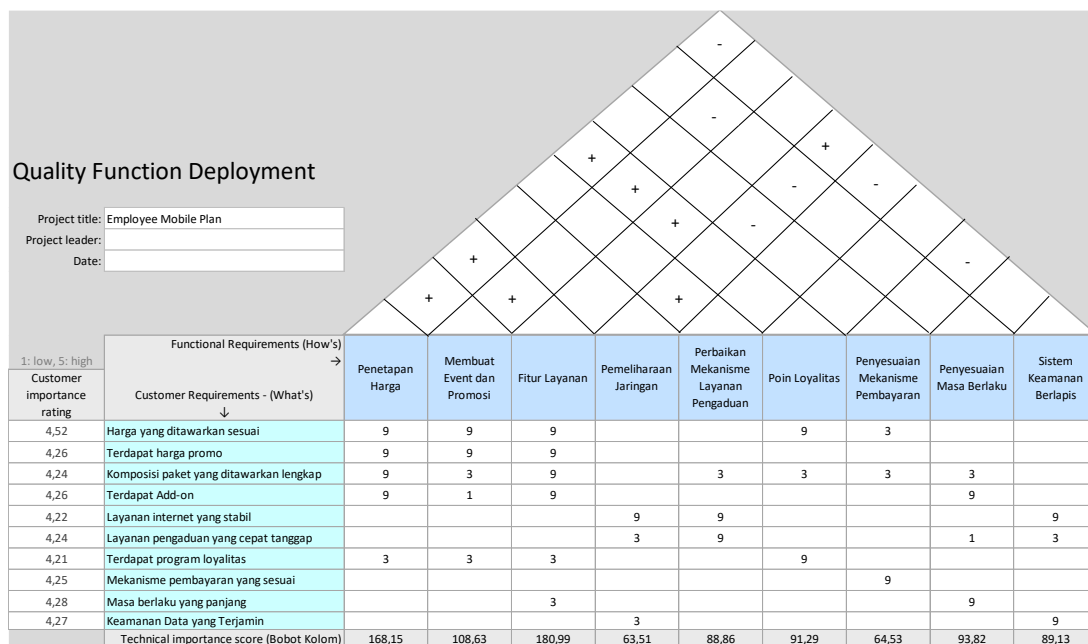 -
-
+
+
-
+
-
+
-
+
-
+
-
+
+
+
Quality Function Deployment
Project title: Employee Mobile Plan
Project leader:
Date:
1: low, 5: high
Customer importance rating
Functional Requirements (How's) →
Customer Requirements - (What's) ↓
Penetapan Harga
Membuat Event dan Promosi
Fitur Layanan
Pemeliharaan Jaringan
Perbaikan Mekanisme Layanan Pengaduan
Poin Loyalitas
Penyesuaian Mekanisme Pembayaran
Penyesuaian Masa Berlaku
Sistem Keamanan Berlapis
4,52 Harga yang ditawarkan sesuai 9 9 9 9 3
4,26 Terdapat harga promo 9 9 9
4,24 Komposisi paket yang ditawarkan lengkap 9 3 9 3 3 3 3
4,26 Terdapat Add-on 9 1 9 9
4,22 Layanan internet yang stabil 9 9 9
4,24 Layanan pengaduan yang cepat tanggap 3 9 1 3
4,21 Terdapat program loyalitas 3 3 3 9
4,25 Mekanisme pembayaran yang sesuai 9
4,28 Masa berlaku yang panjang 3 9
4,27 Keamanan Data yang Terjamin 3 9
Technical importance score (Bobot Kolom) 168,15 108,63 180,99 63,51 88,86 91,29 64,53 93,82 89,13